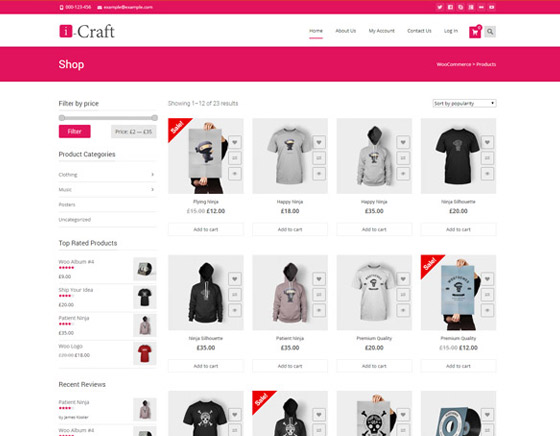 000-123-456 example@example.com
i-Craft
Home About Us My Account Contact Us Log In 0
Shop
WooCommerce > Products
Filter by price
Filter Price: £2 — £35
Product Categories
Clothing
Music
Posters
Uncategorized
Top Rated Products
Woo Album #4
£9.00
Ship Your Idea
£20.00
Patient Ninja
£35.00
Woo Logo
£20.00 £18.00
Recent Reviews
Patient Ninja
by James Koster
Woo Album #4
Showing 1–12 of 23 results
Sort by popularity
Sale!
Flying Ninja
£15.00 £12.00
Add to cart
Happy Ninja
£18.00
Add to cart
Happy Ninja
£35.00
Add to cart
Ninja Silhouette
£20.00
Add to cart
Ninja Silhouette
£35.00
Add to cart
Patient Ninja
£35.00
Add to cart
Premium Quality
£20.00
Add to cart
Sale!
Premium Quality
£15.00 £12.00
Add to cart
Sale!